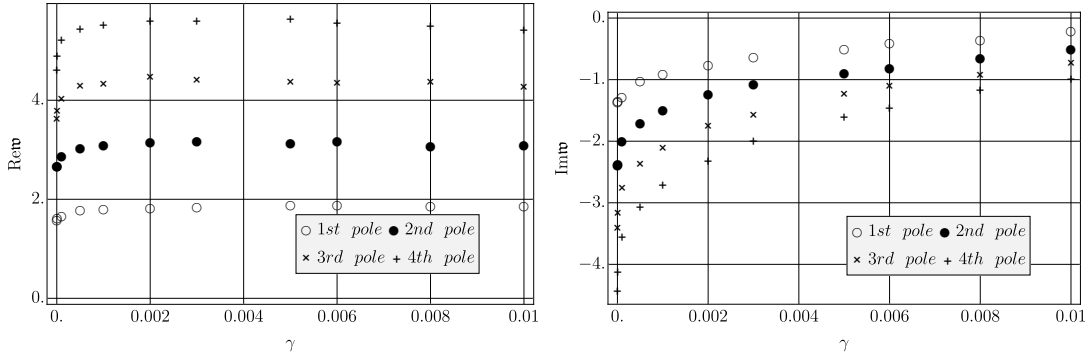 4.
2.
0.
Re𝔴
0.
0.002
0.004
0.006
0.008
0.01
γ
○ 1st pole ● 2nd pole
× 3rd pole + 4th pole
0.
−1.
−2.
−3.
−4.
Im𝔴
0.
0.002
0.004
0.006
0.008
0.01
γ
○ 1st pole ● 2nd pole
× 3rd pole + 4th pole